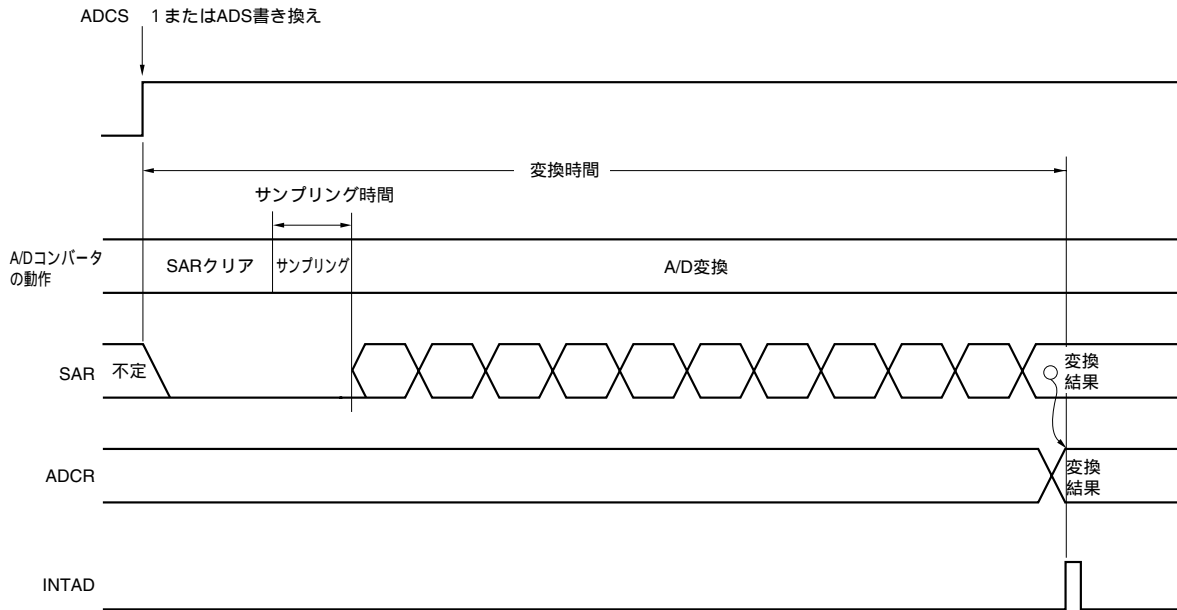 ADCS　1 またはADS書き換え
変換時間
サンプリング時間
A/Dコンバータ
の動作
SARクリア
サンプリング
A/D変換
SAR
不定
変換
結果
ADCR
変換
結果
INTAD